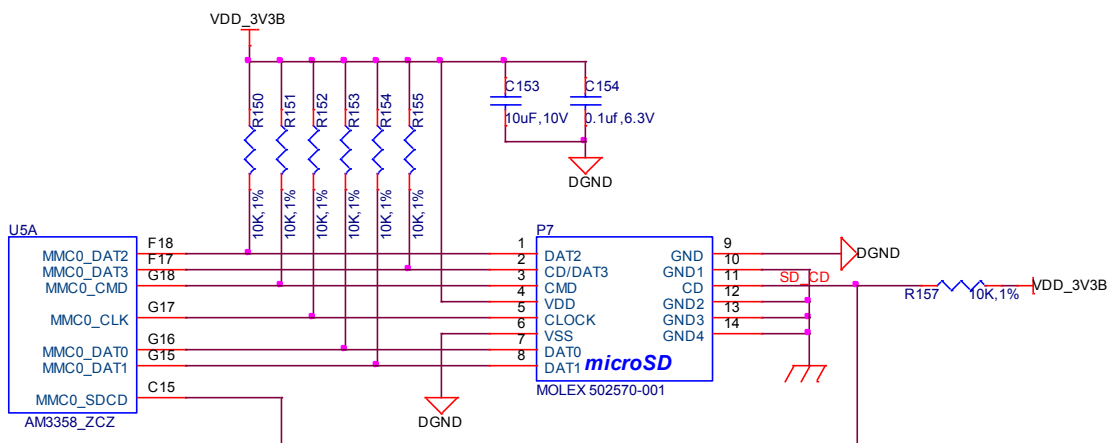 VDD_3V3B
R150
R151
R152
R153
R154
R155
10K,1%
10K,1%
10K,1%
10K,1%
10K,1%
10K,1%
C153
10uF,10V
C154
0.1uf,6.3V
DGND
U5A
MMC0_DAT2
MMC0_DAT3
MMC0_CMD
MMC0_CLK
MMC0_DAT0
MMC0_DAT1
MMC0_SDCD
F18
F17
G18
G17
G16
G15
C15
AM3358_ZCZ
P7
1
2
3
4
5
6
7
8
DAT2
CD/DAT3
CMD
VDD
CLOCK
VSS
DAT0
DAT1
microSD
GND
GND1
CD
GND2
GND3
GND4
9
10
11
12
13
14
MOLEX 502570-001
DGND
DGND
SD_CD
R157
10K,1%
VDD_3V3B